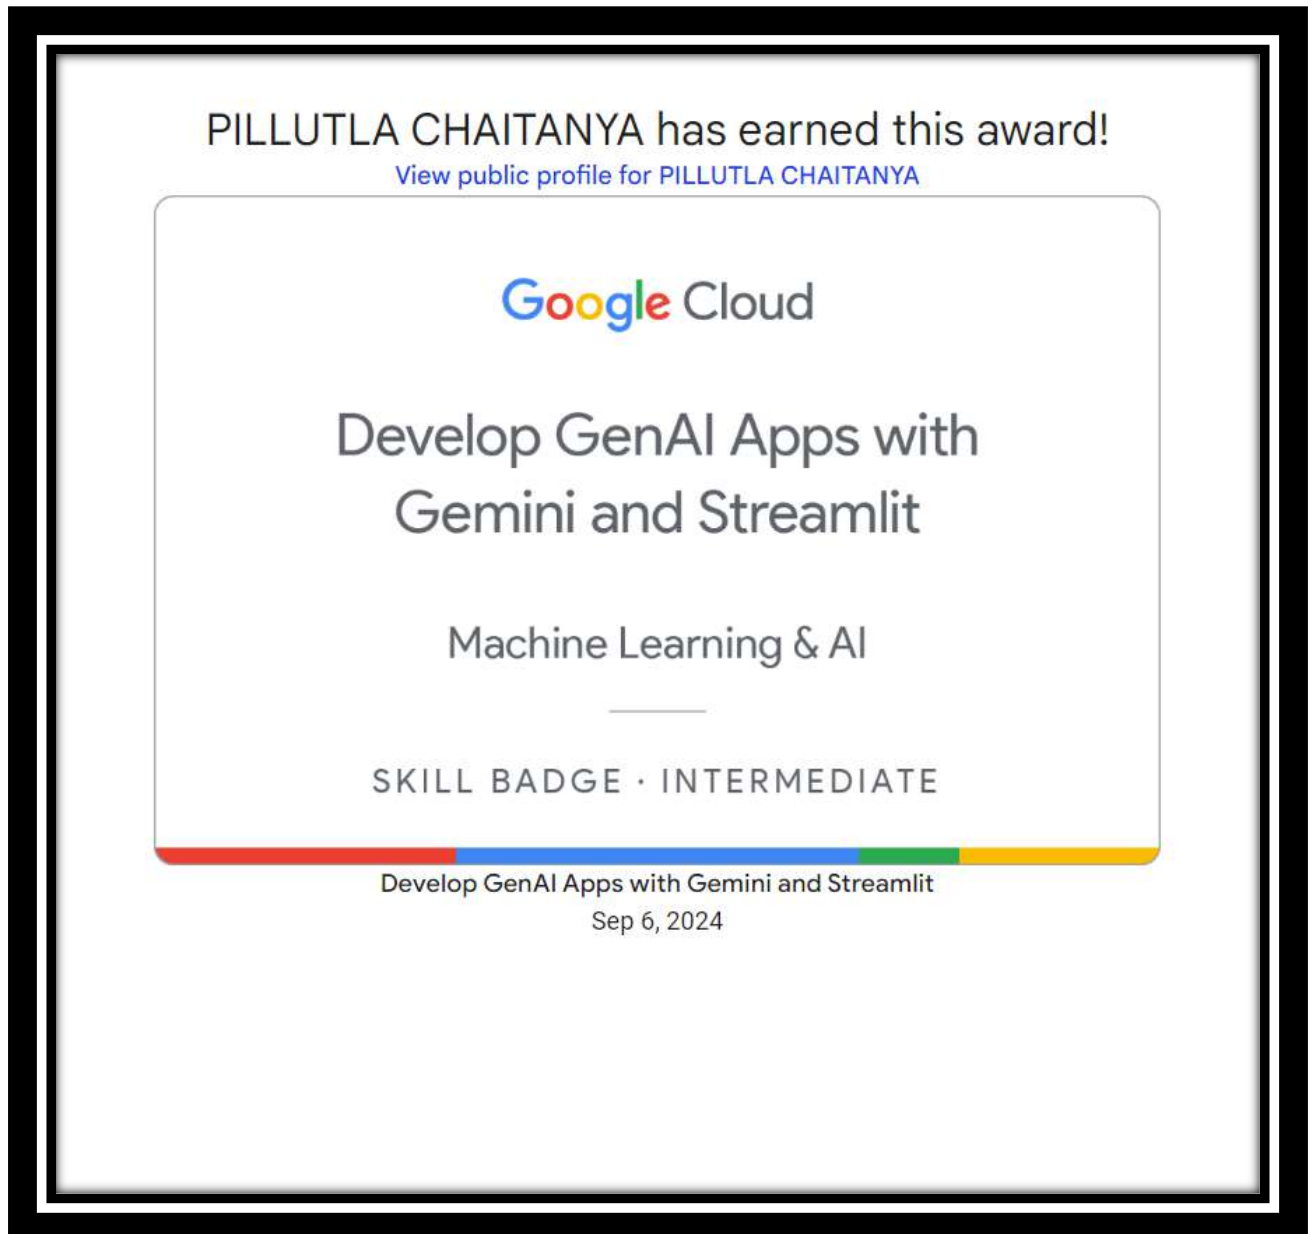 PILLUTLA CHAITANYA has earned this award!
View public profile for PILLUTLA CHAITANYA
Google Cloud
Develop GenAI Apps with
Gemini and Streamlit
Machine Learning & AI
SKILL BADGE · INTERMEDIATE
Develop GenAI Apps with Gemini and Streamlit
Sep 6, 2024